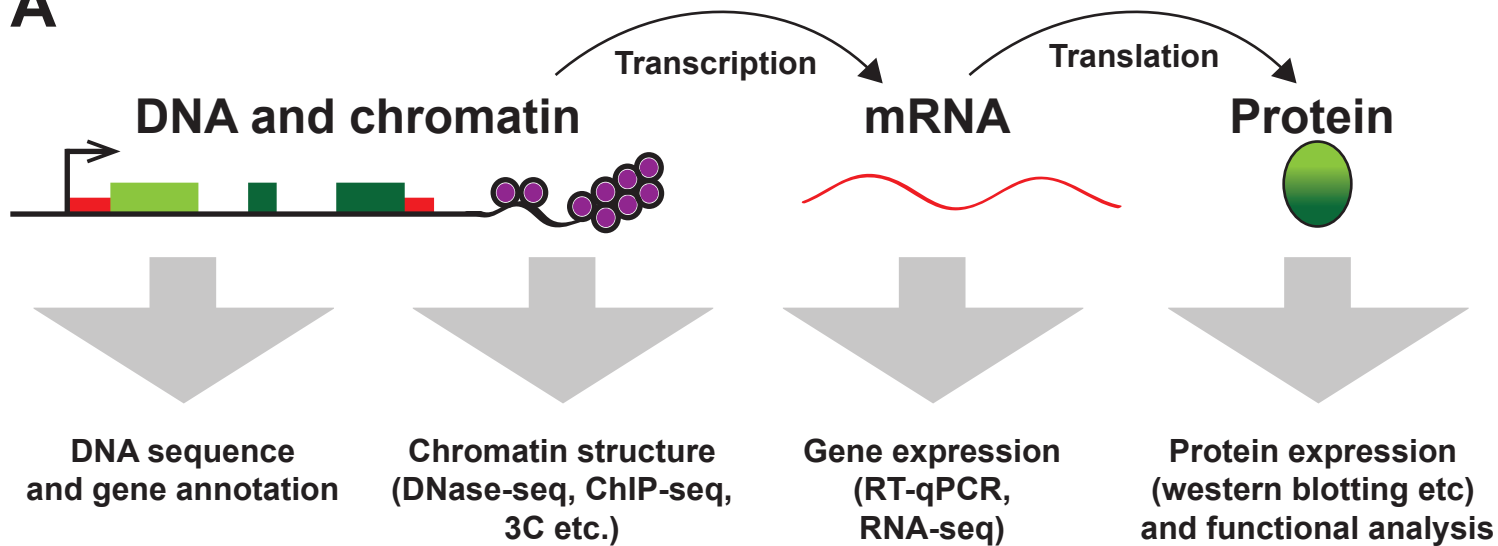 A
Transcription
Translation
DNA and chromatin
mRNA
Protein
DNA sequence
and gene annotation
Chromatin structure
(DNase-seq, ChIP-seq,
3C etc.)
Gene expression
(RT-qPCR,
RNA-seq)
Protein expression
(western blotting etc)
and functional analysis